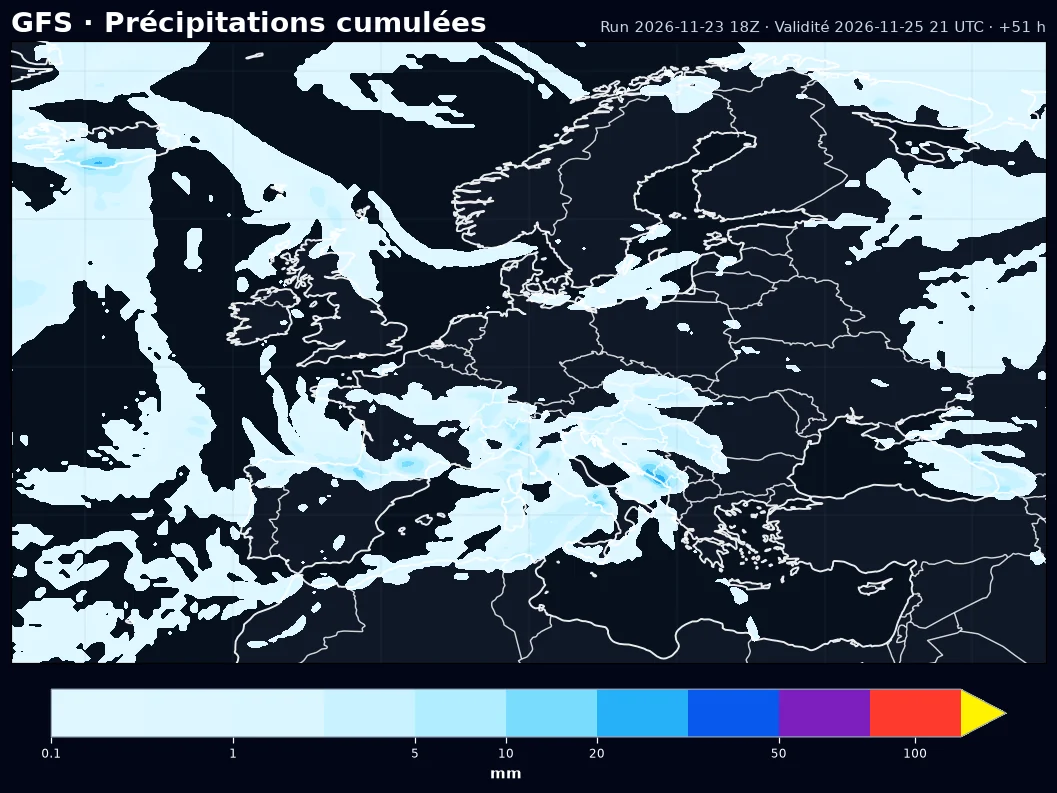 GFS · Précipitations cumulées
Run 2026-11-23 18Z · Validité 2026-11-25 21 UTC · +51 h
0.1 1 5 10 20 50 100
mm